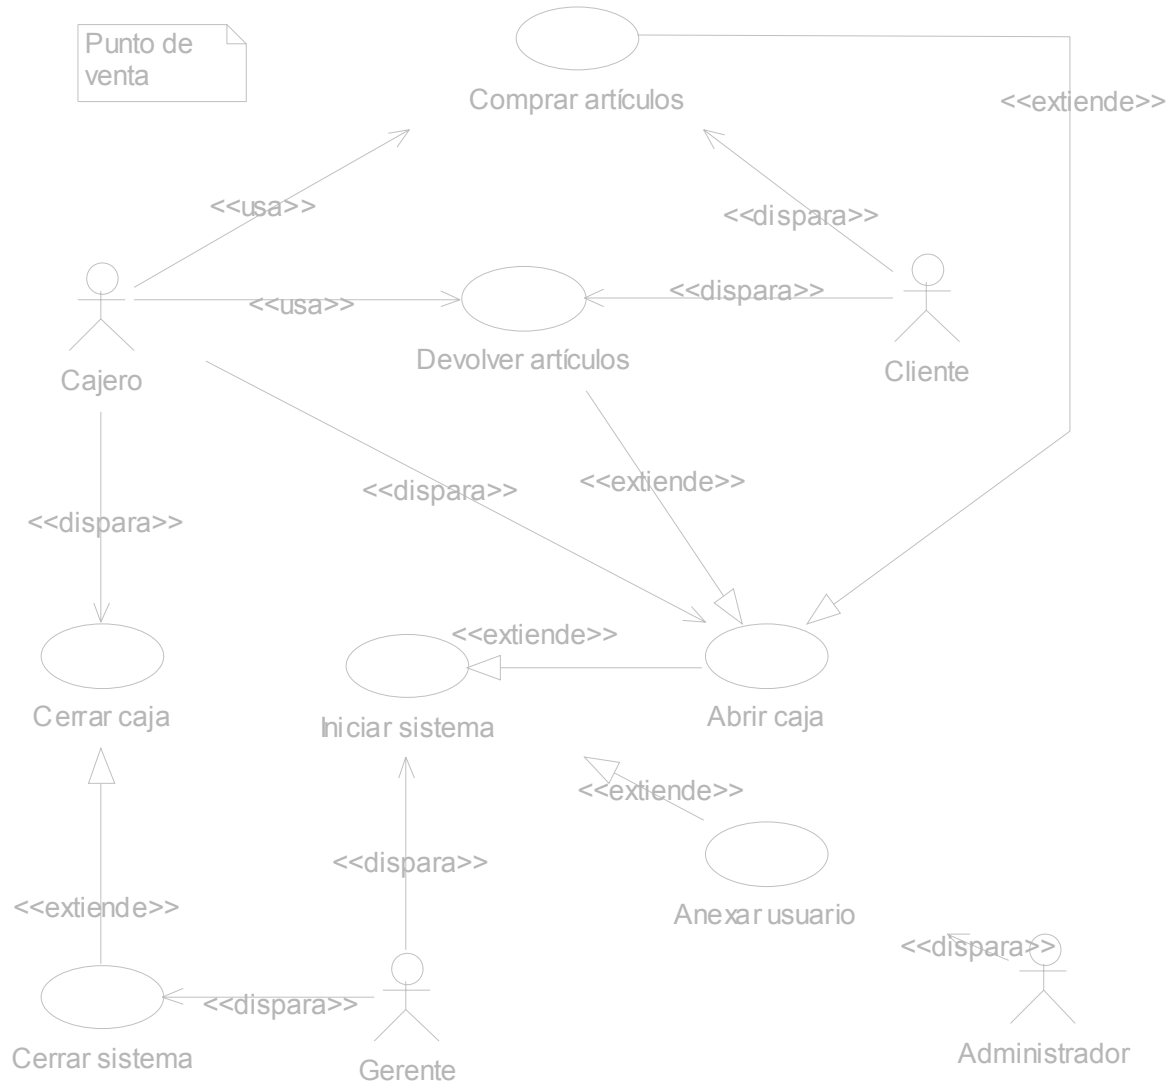 Punto de
venta
Comprar artículos
<<extiende>>
<<usa>>
<<dispara>>
<<usa>>
<<dispara>>
Devolver artículos
Cajero
Cliente
<<dispara>>
<<extiende>>
<<dispara>>
<<extiende>>
Cerrar caja
Iniciar sistema
Abrir caja
<<extiende>>
<<dispara>>
<<extiende>>
Anexar usuario
<<dispara>>
<<dispara>>
Cerrar sistema
Gerente
Administrador